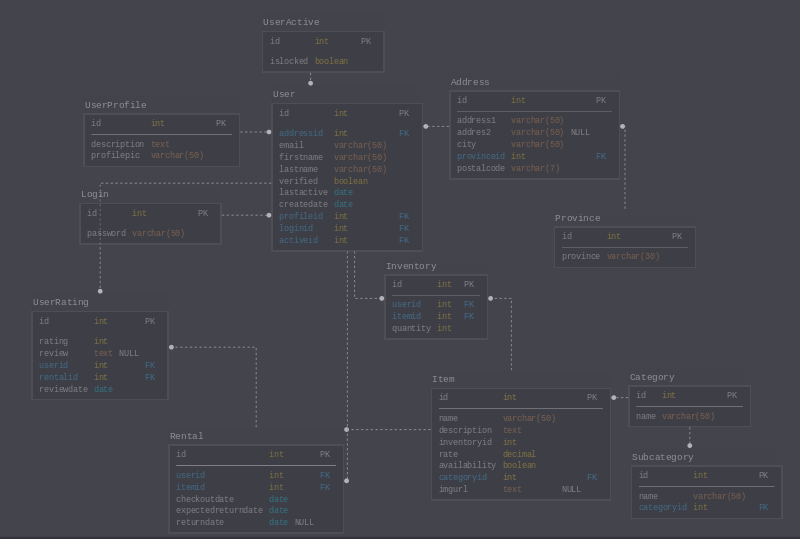 UserActive
id int PK
islocked boolean
User
id int PK
addressid int FK
email varchar(50)
firstname varchar(50)
lastname varchar(50)
verified boolean
lastactive date
createdate date
profileid int FK
loginid int FK
activeid int FK
Address
id int PK
address1 varchar(50)
addres2 varchar(50) NULL
city varchar(50)
provinceid int FK
postalcode varchar(7)
UserProfile
id int PK
description text
profilepic varchar(50)
Login
id int PK
password varchar(50)
Province
id int PK
province varchar(30)
Inventory
id int PK
userid int FK
itemid int FK
quantity int
UserRating
id int PK
rating int
review text NULL
userid int FK
rentalid int FK
reviewdate date
Item
id int PK
name varchar(50)
description text
inventoryid int
rate decimal
availability boolean
categoryid int FK
imgurl text NULL
Category
id int PK
name varchar(50)
Rental
id int PK
userid int FK
itemid int FK
checkoutdate date
expectedreturndate date
returndate date NULL
Subcategory
id int PK
name varchar(50)
categoryid int FK